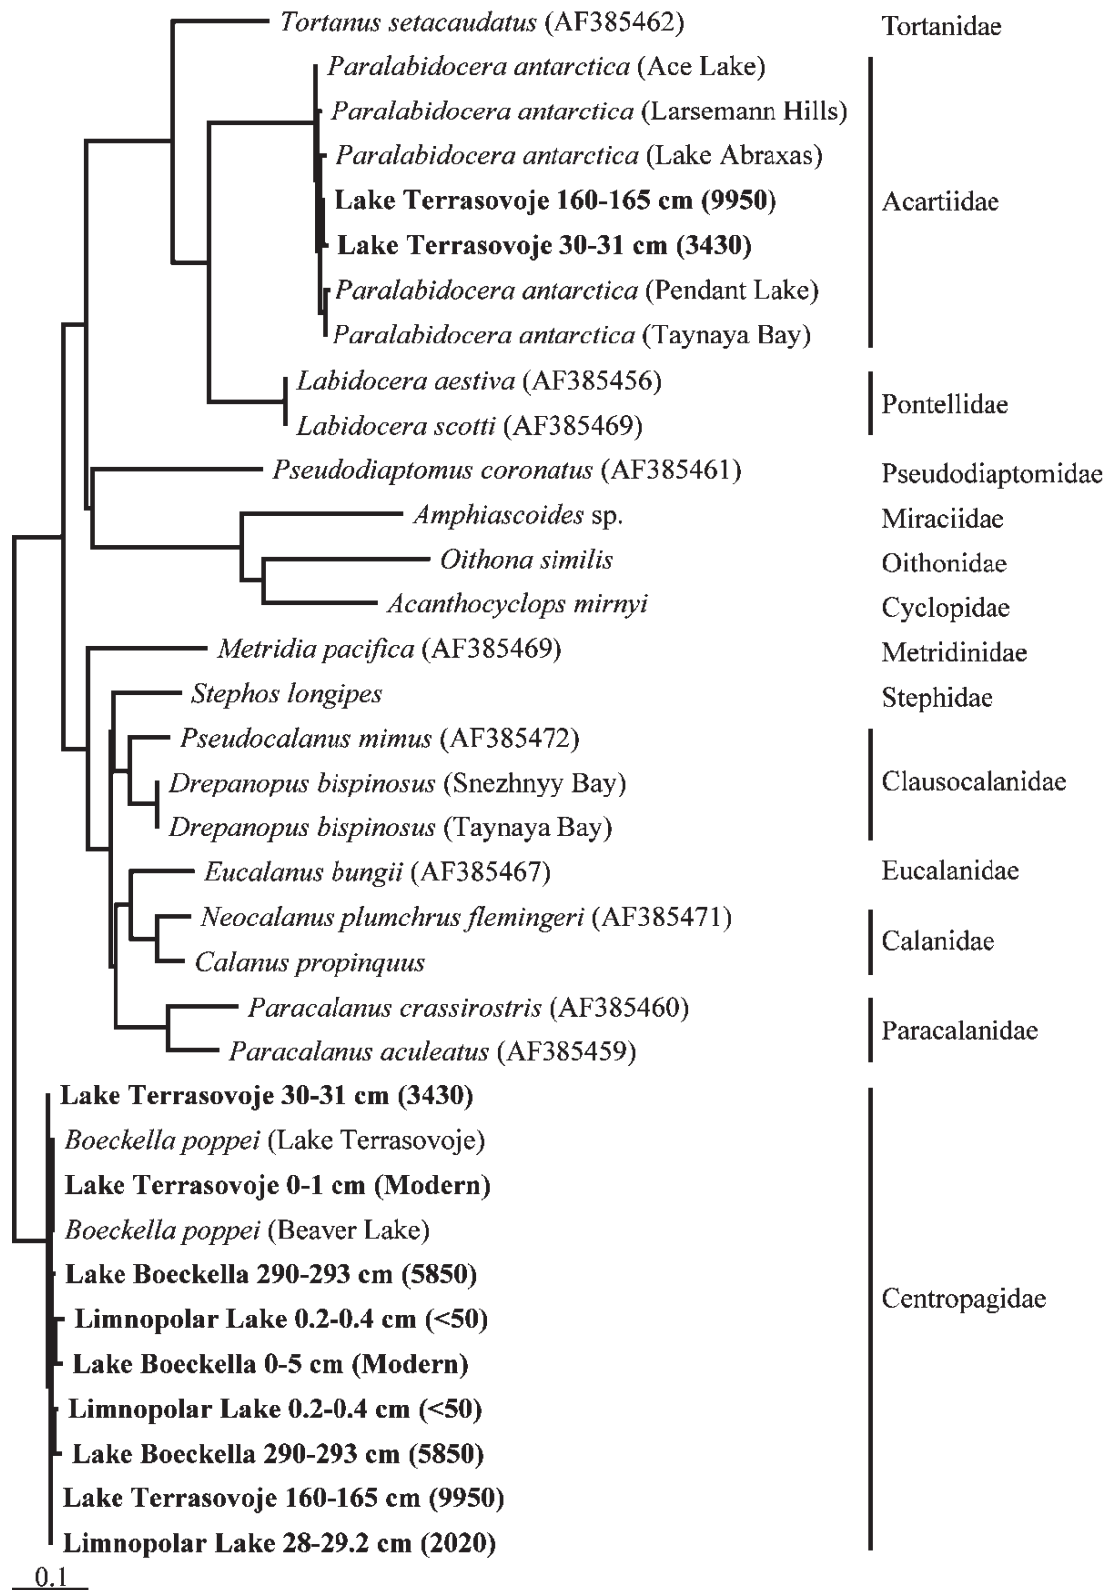 Tortanus setacaudatus (AF385462) Tortanidae
Paralabidocera antarctica (Ace Lake)
Paralabidocera antarctica (Larsemann Hills)
Paralabidocera antarctica (Lake Abraxas)
Lake Terrasovoje 160-165 cm (9950) Acartiidae
Lake Terrasovoje 30-31 cm (3430)
Paralabidocera antarctica (Pendant Lake)
Paralabidocera antarctica (Taynaya Bay)
Labidocera aestiva (AF385456)
Pontellidae
Labidocera scotti (AF385469)
Pseudodiaptomus coronatus (AF385461) Pseudodiaptomidae
Amphiascoides sp. Miraciidae
Oithona similis Oithonidae
Acanthocyclops mirnyi Cyclopidae
Metridia pacifica (AF385469) Metridinidae
Stephos longipes Stephidae
Pseudocalanus mimus (AF385472)
Drepanopus bispinosus (Snezhnyy Bay) Clausocalanidae
Drepanopus bispinosus (Taynaya Bay)
Eucalanus bungii (AF385467) Eucalanidae
Neocalanus plumchrus flemingeri (AF385471)
Calanidae
Calanus propinquus
Paracalanus crassirostris (AF385460)
Paracalanidae
Paracalanus aculeatus (AF385459)
Lake Terrasovoje 30-31 cm (3430)
Boeckella poppei (Lake Terrasovoje)
Lake Terrasovoje 0-1 cm (Modern)
Boeckella poppei (Beaver Lake)
Lake Boeckella 290-293 cm (5850)
Centropagidae
Limnopolar Lake 0.2-0.4 cm (<50)
Lake Boeckella 0-5 cm (Modern)
Limnopolar Lake 0.2-0.4 cm (<50)
Lake Boeckella 290-293 cm (5850)
Lake Terrasovoje 160-165 cm (9950)
Limnopolar Lake 28-29.2 cm (2020)
0.1